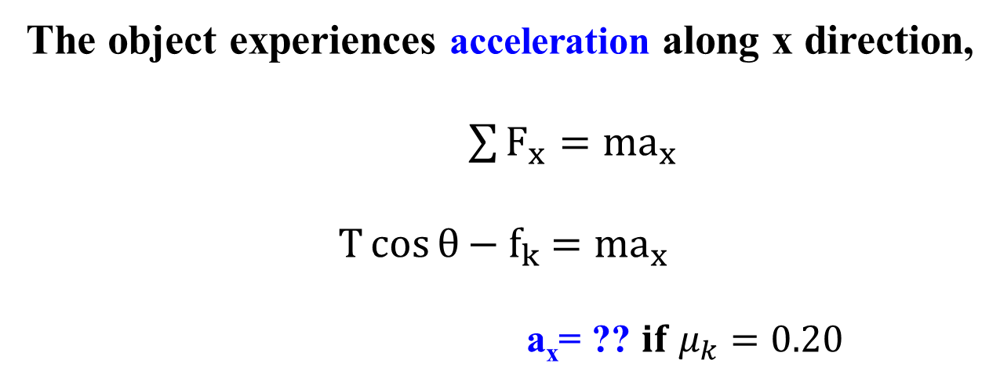 The object experiences acceleration along x direction,
∑ Fₓ = maₓ
T cos θ − fₖ = maₓ
aₓ= ?? if μₖ = 0.20